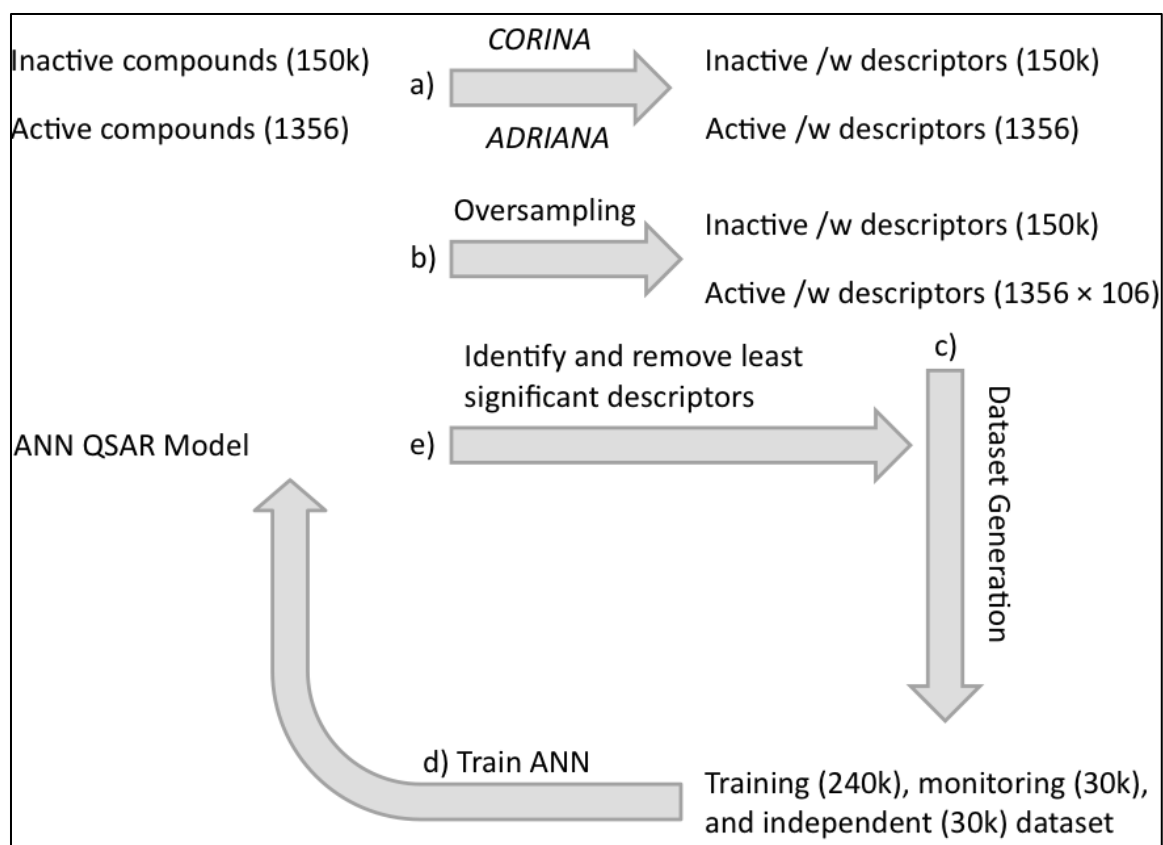 Inactive compounds (150k)
Active compounds (1356)
a)
CORINA
ADRIANA
Inactive /w descriptors (150k)
Active /w descriptors (1356)
b)
Oversampling
Inactive /w descriptors (150k)
Active /w descriptors (1356 × 106)
c)
Dataset Generation
Identify and remove least
significant descriptors
e)
ANN QSAR Model
d) Train ANN
Training (240k), monitoring (30k),
and independent (30k) dataset